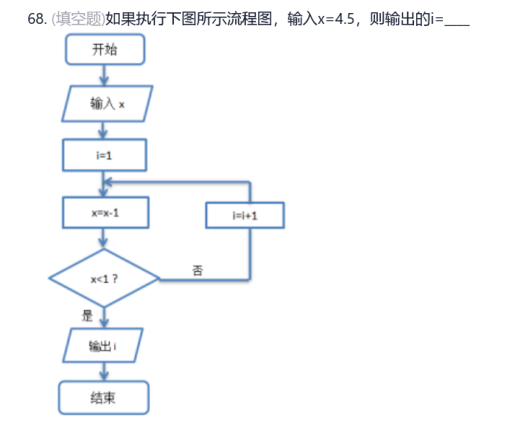 68. (填空题)如果执行下图所示流程图，输入x=4.5，则输出的i=____
开始
输入 x
i=1
x=x-1
i=i+1
x<1？
否
是
输出 i
结束